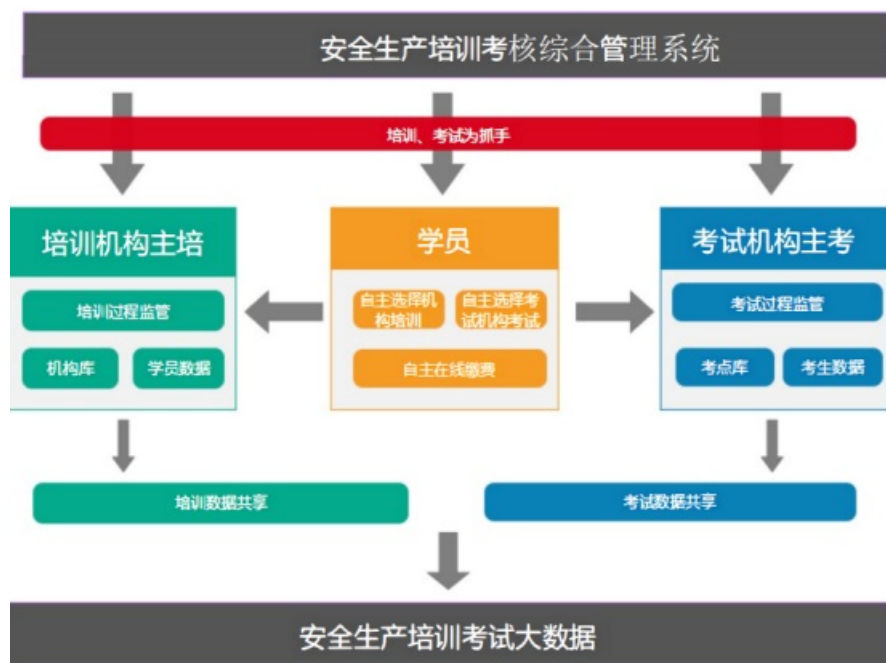 安全生产培训考核综合管理系统
培训、考试为抓手
培训机构主培
培训过程监管
机构库
学员数据
学员
自主选择机
构培训
自主选择考
试机构考试
自主在线缴费
考试机构主考
考试过程监管
考点库
考生数据
培训数据共享
考试数据共享
安全生产培训考试大数据